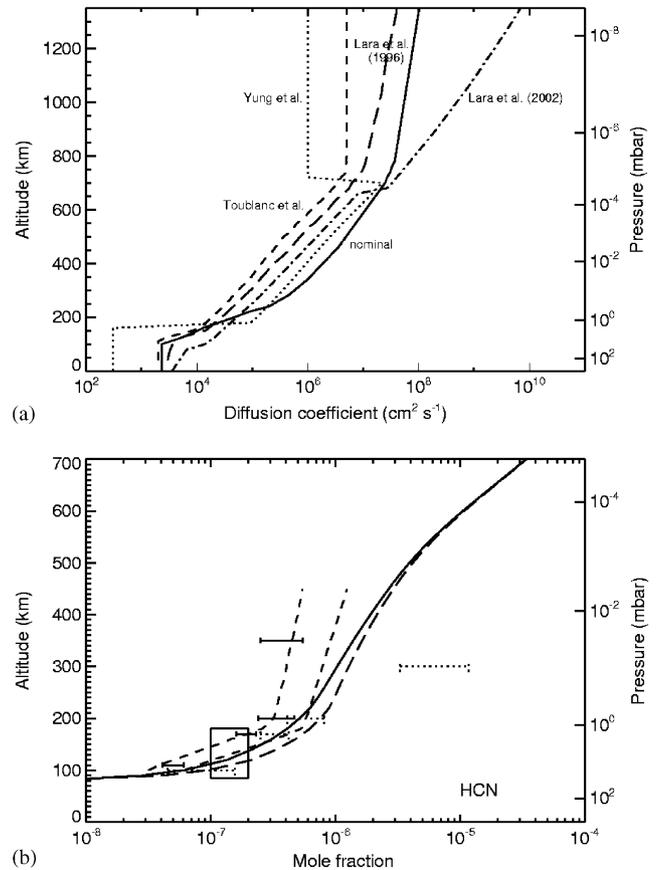 1200
1000
800
600
400
200
0
Altitude (km)
10^-8
10^-6
10^-4
10^-2
10^0
10^2
Pressure (mbar)
Lara et al.
(1996)
Yung et al.
Lara et al. (2002)
Toublanc et al.
nominal
10^2
10^4
10^6
10^8
10^10
(a)
Diffusion coefficient (cm^2 s^-1)
700
600
500
400
300
200
100
0
Altitude (km)
10^-4
10^-2
10^0
10^2
Pressure (mbar)
HCN
10^-8
10^-7
10^-6
10^-5
10^-4
(b)
Mole fraction